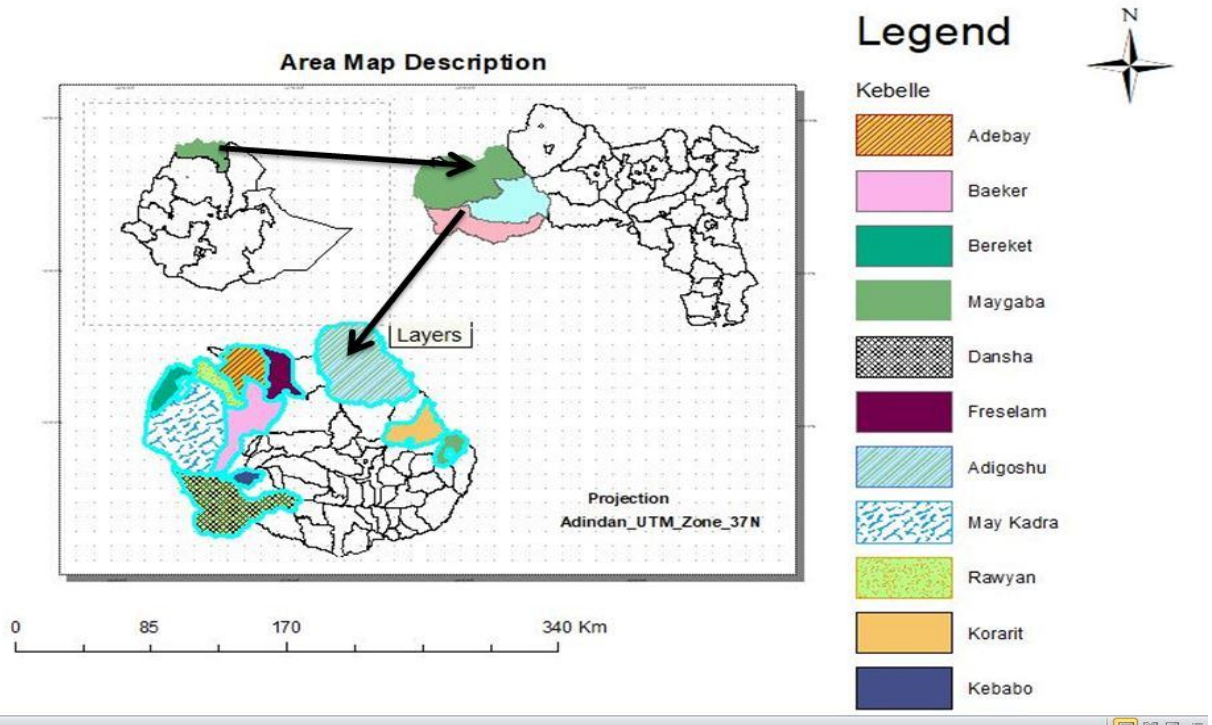 Area Map Description
Layers
Projection
Adindan_UTM_Zone_37N
0 85 170 340 Km
Legend
N
Kebelle
Adebay
Baeker
Bereket
Maygaba
Dansha
Freselam
Adigoshu
May Kadra
Rawyan
Korarit
Kebabo